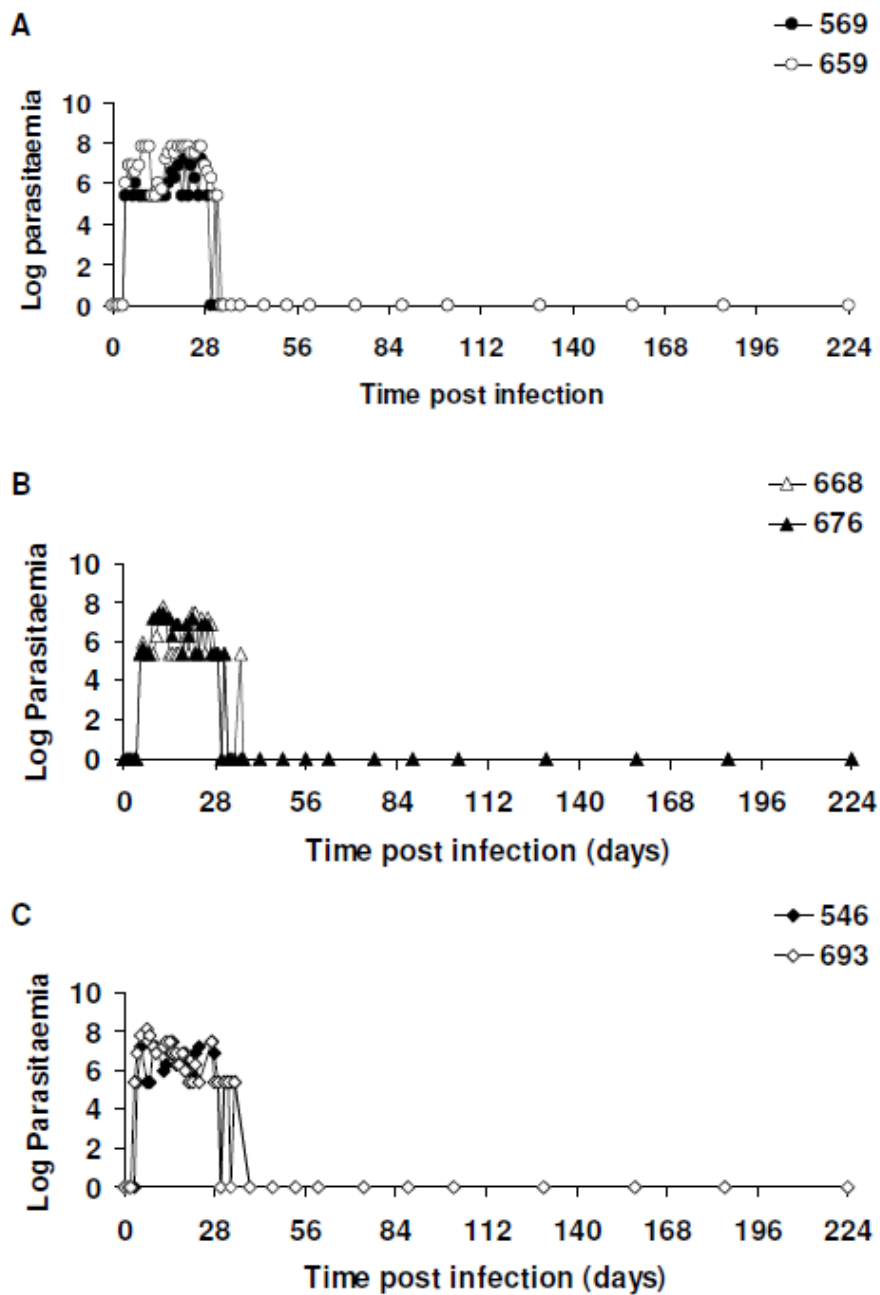 A
569
659
Log parasitaemia
10
8
6
4
2
0
0 28 56 84 112 140 168 196 224
Time post infection
B
668
676
Log Parasitaemia
10
8
6
4
2
0
0 28 56 84 112 140 168 196 224
Time post infection (days)
C
546
693
Log Parasitaemia
10
8
6
4
2
0
0 28 56 84 112 140 168 196 224
Time post infection (days)